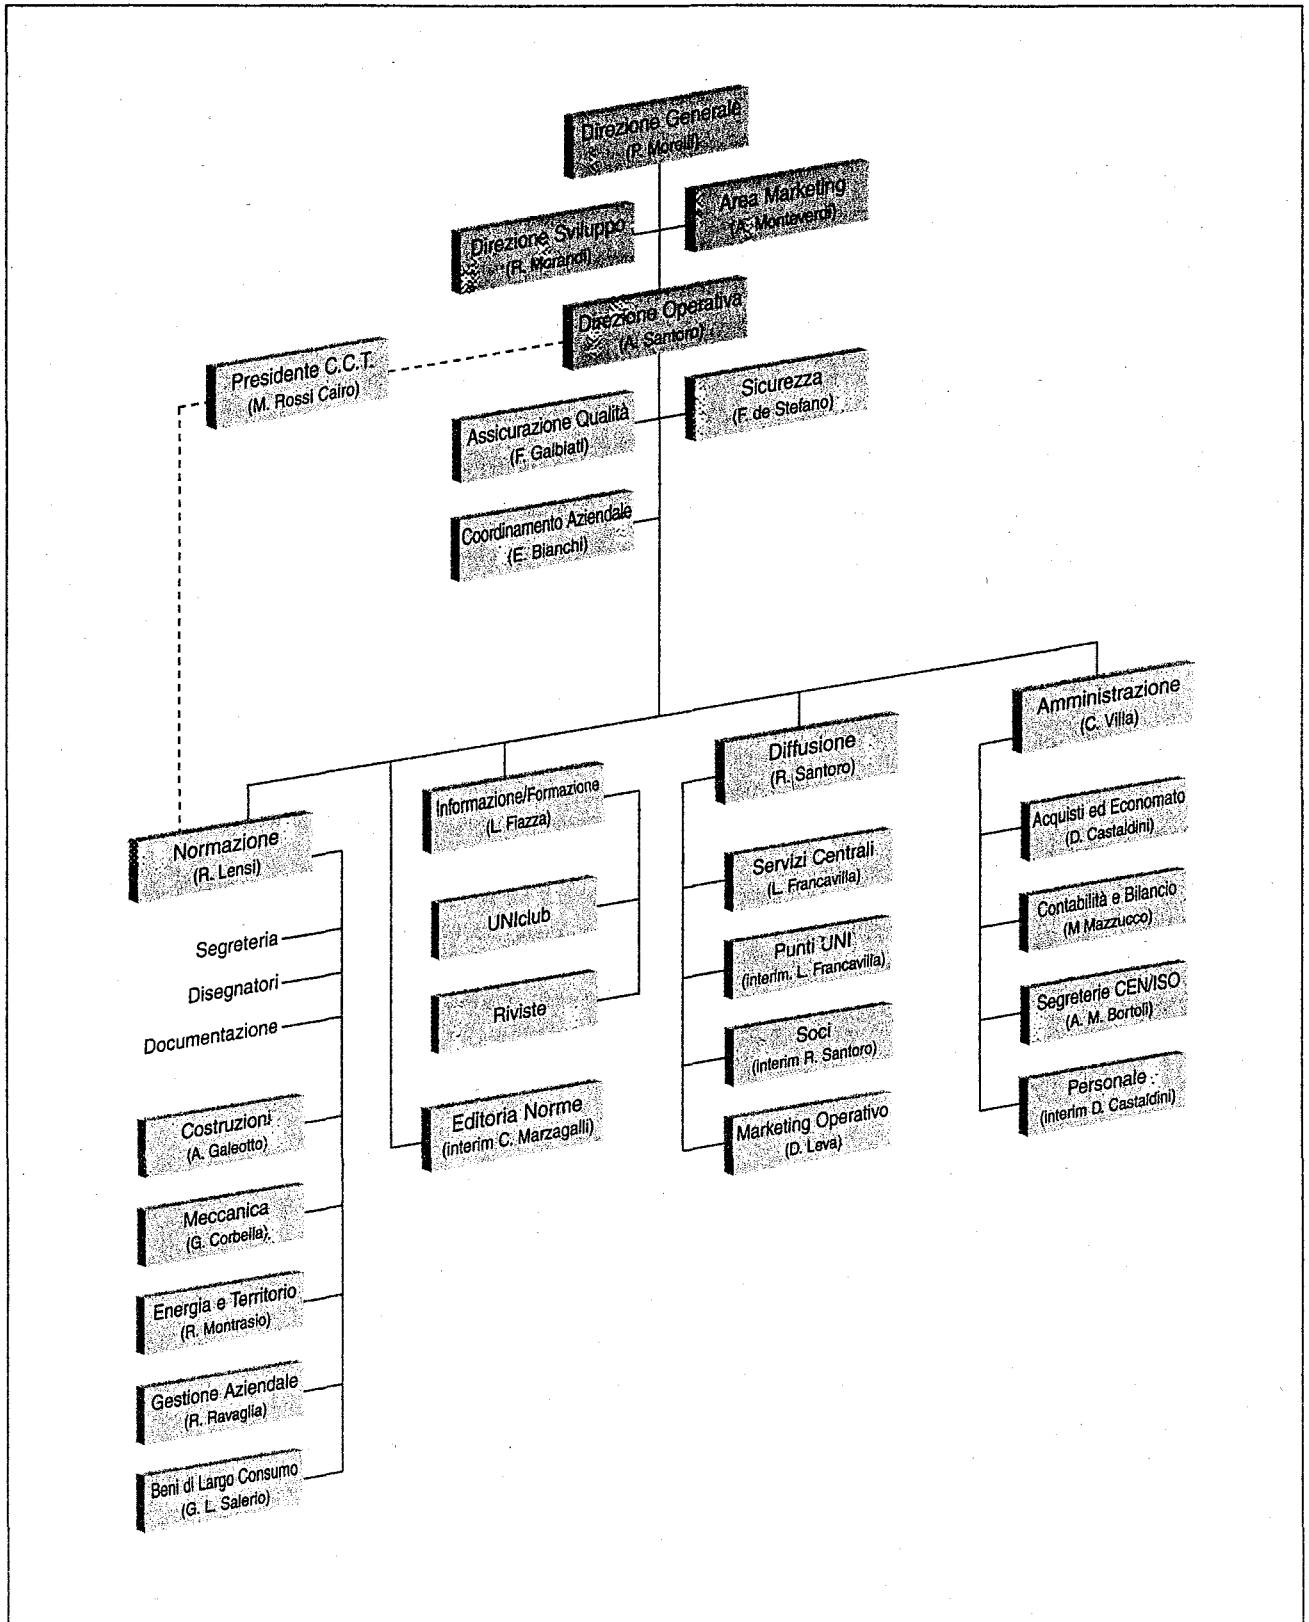 Direzione Generale
(P. Morelli)
Area Marketing
(A. Monteverdi)
Direzione Sviluppo
(R. Morandi)
Direzione Operativa
(A. Santoro)
Presidente C.C.T.
(M. Rossi Cairo)
Sicurezza
(F. de Stefano)
Assicurazione Qualità
(F. Galbiati)
Coordinamento Aziendale
(E. Bianchi)
Normazione
(R. Lensi)
Segreteria
Disegnatori
Documentazione
Costruzioni
(A. Galeotto)
Meccanica
(G. Corbella)
Energia e Territorio
(R. Montrasio)
Gestione Aziendale
(R. Ravaglia)
Beni di Largo Consumo
(G. L. Salerio)
Informazione/Formazione
(L. Fiazza)
UNIclub
Riviste
Editoria Norme
(interim C. Marzagalli)
Diffusione
(R. Santoro)
Servizi Centrali
(L. Francavilla)
Punti UNI
(interim. L. Francavilla)
Soci
(interim R. Santoro)
Marketing Operativo
(D. Leva)
Amministrazione
(C. Villa)
Acquisti ed Economato
(D. Castaldini)
Contabilità e Bilancio
(M Mazzucco)
Segreterie CEN/ISO
(A. M. Bortoli)
Personale
(interim D. Castaldini)